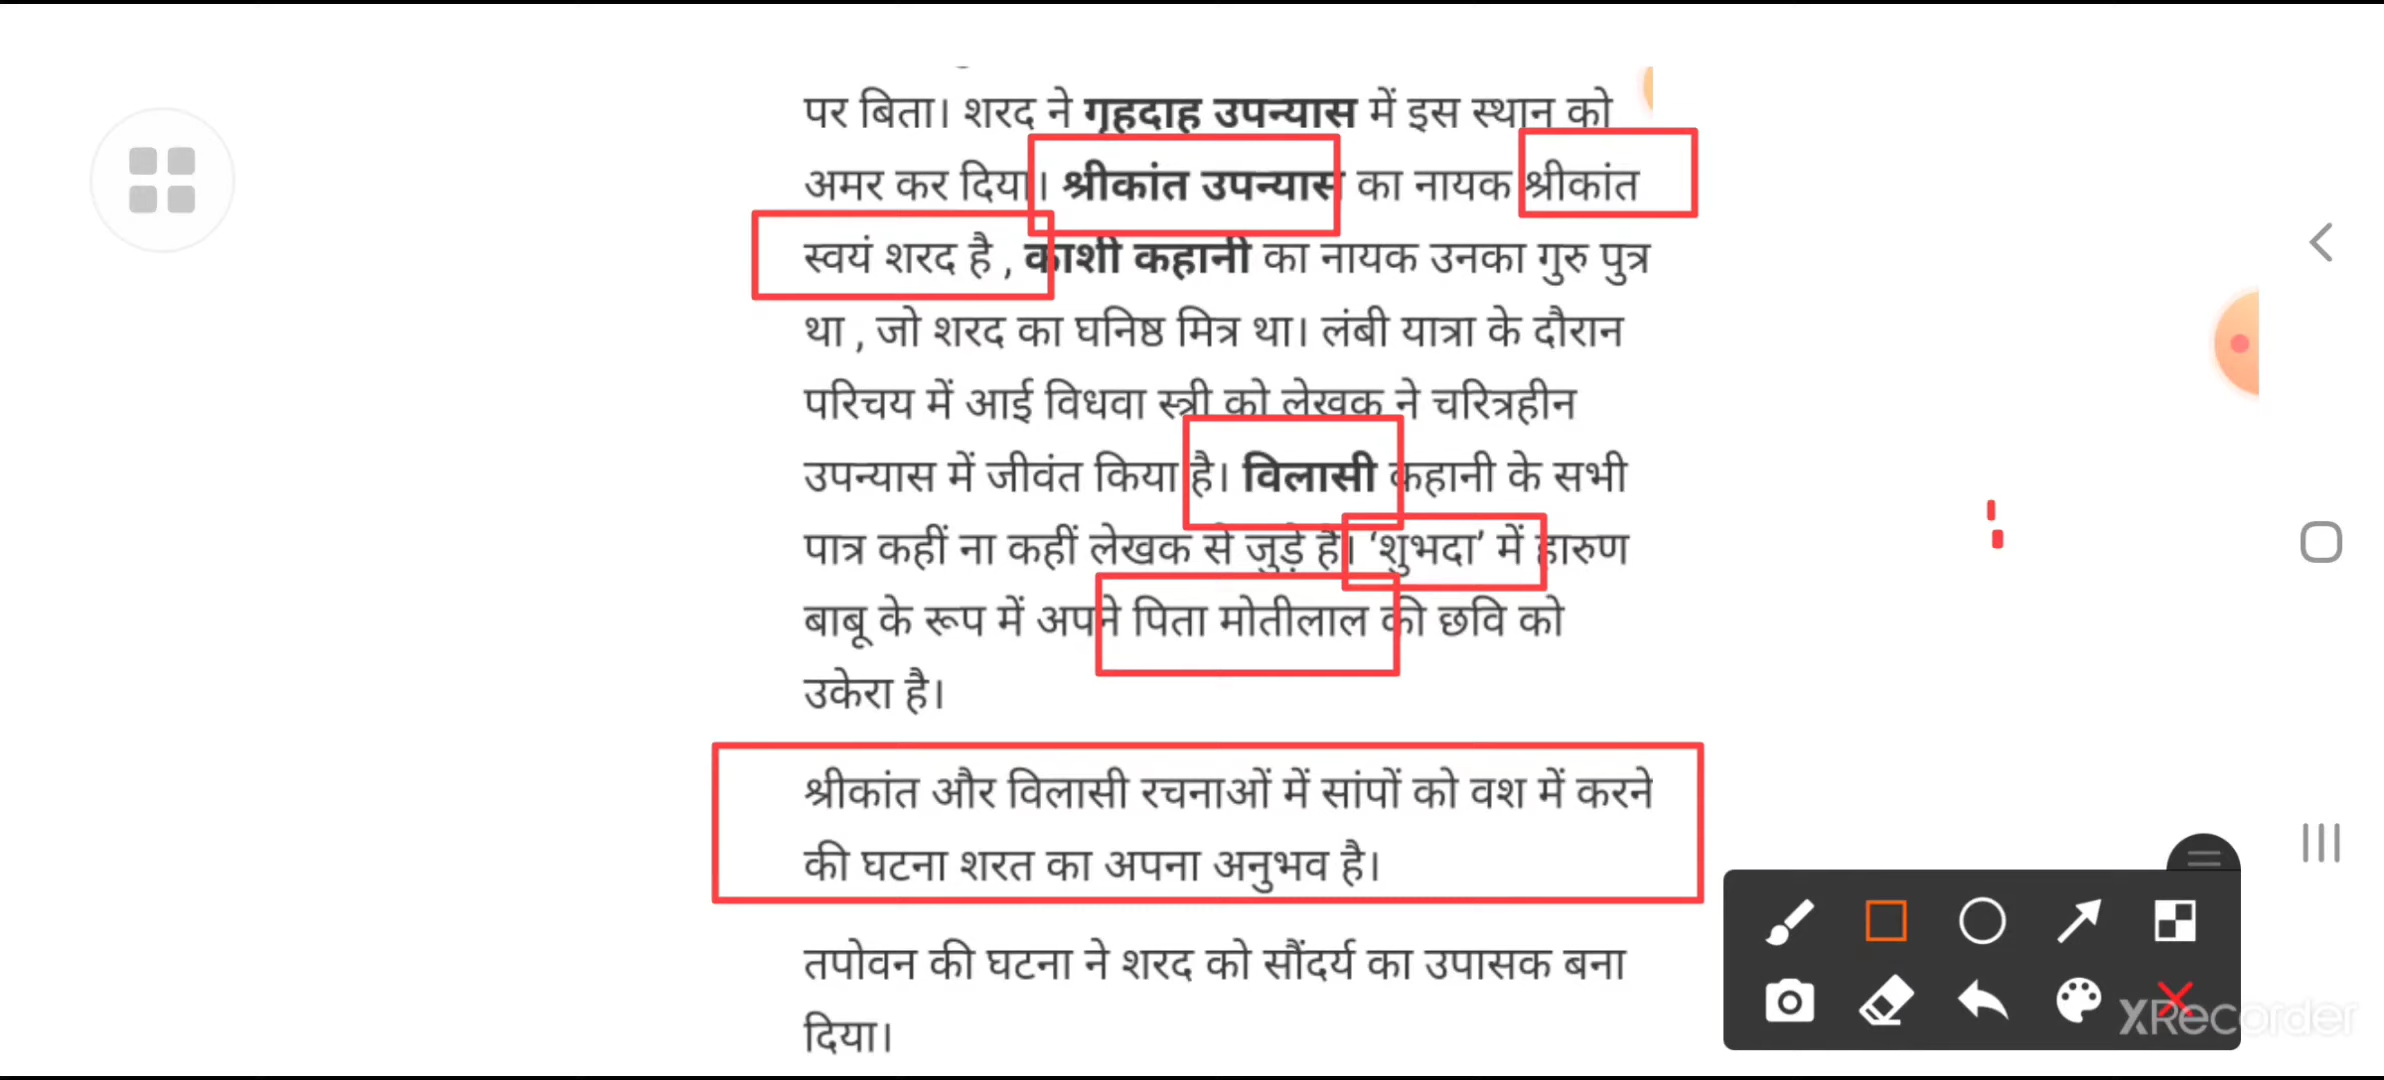 पर बिता। शरद ने गृहदाह उपन्यास में इस स्थान को
अमर कर दिया। श्रीकांत उपन्यास का नायक श्रीकांत
स्वयं शरद है , काशी कहानी का नायक उनका गुरु पुत्र
था , जो शरद का घनिष्ठ मित्र था। लंबी यात्रा के दौरान
परिचय में आई विधवा स्त्री को लेखक ने चरित्रहीन
उपन्यास में जीवंत किया है। विलासी कहानी के सभी
पात्र कहीं ना कहीं लेखक से जुड़े हैं। ‘शुभदा’ में हारुण
बाबू के रूप में अपने पिता मोतीलाल की छवि को
उकेरा है।
श्रीकांत और विलासी रचनाओं में सांपों को वश में करने
की घटना शरत का अपना अनुभव है।
तपोवन की घटना ने शरद को सौंदर्य का उपासक बना
दिया।
XRecorder